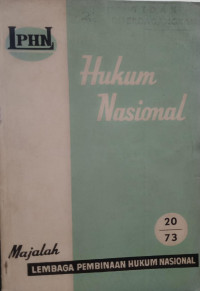 LPHN
Hukum
Nasional
20
73
Majalah
LEMBAGA PEMBINAAN HUKUM NASIONAL